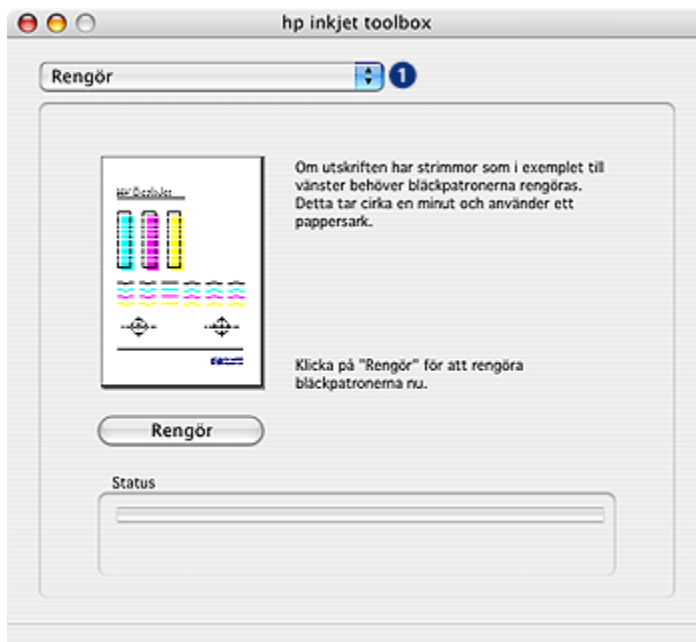 hp inkjet toolbox
Rengör
1
Om utskriften har strimmor som i exemplet till
vänster behöver bläckpatronerna rengöras.
Detta tar cirka en minut och använder ett
pappersark.
Klicka på "Rengör" för att rengöra
bläckpatronerna nu.
Rengör
Status